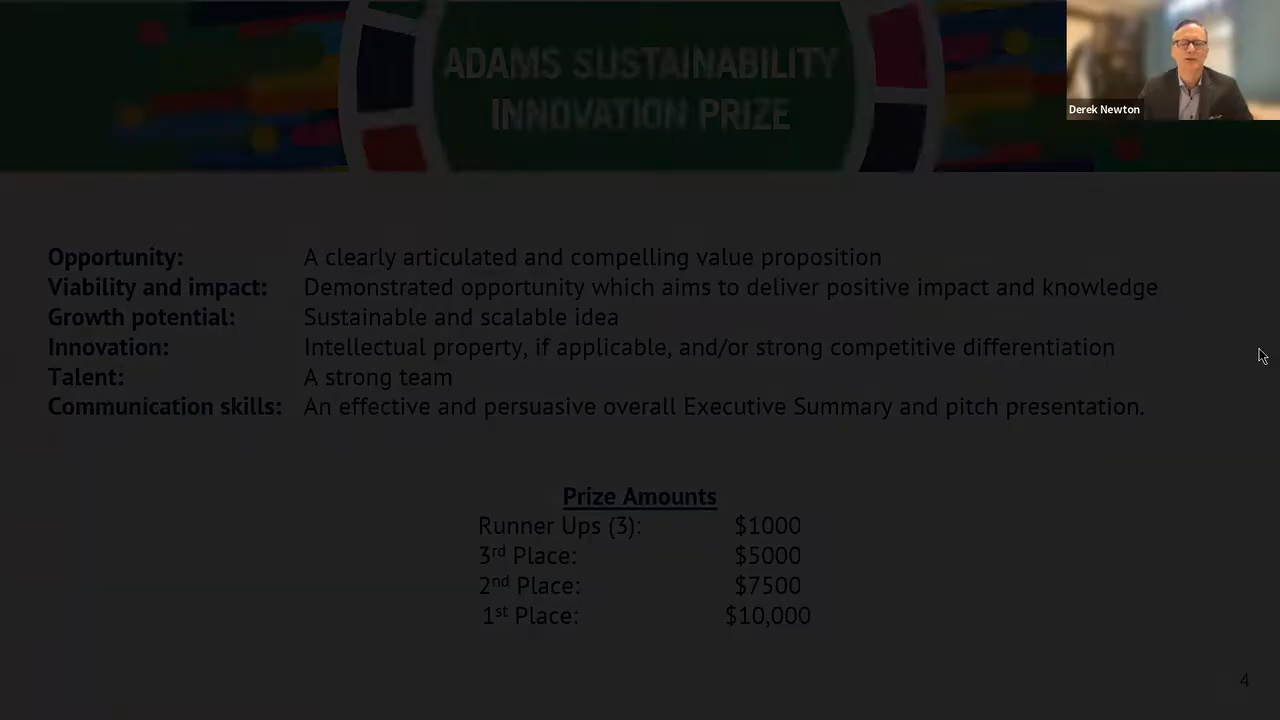 ADAMS SUSTAINABILITY
INNOVATION PRIZE
Derek Newton
Opportunity: A clearly articulated and compelling value proposition
Viability and impact: Demonstrated opportunity which aims to deliver positive impact and knowledge
Growth potential: Sustainable and scalable idea
Innovation: Intellectual property, if applicable, and/or strong competitive differentiation
Talent: A strong team
Communication skills: An effective and persuasive overall Executive Summary and pitch presentation.
Prize Amounts
Runner Ups (3): $1000
3rd Place: $5000
2nd Place: $7500
1st Place: $10,000
4